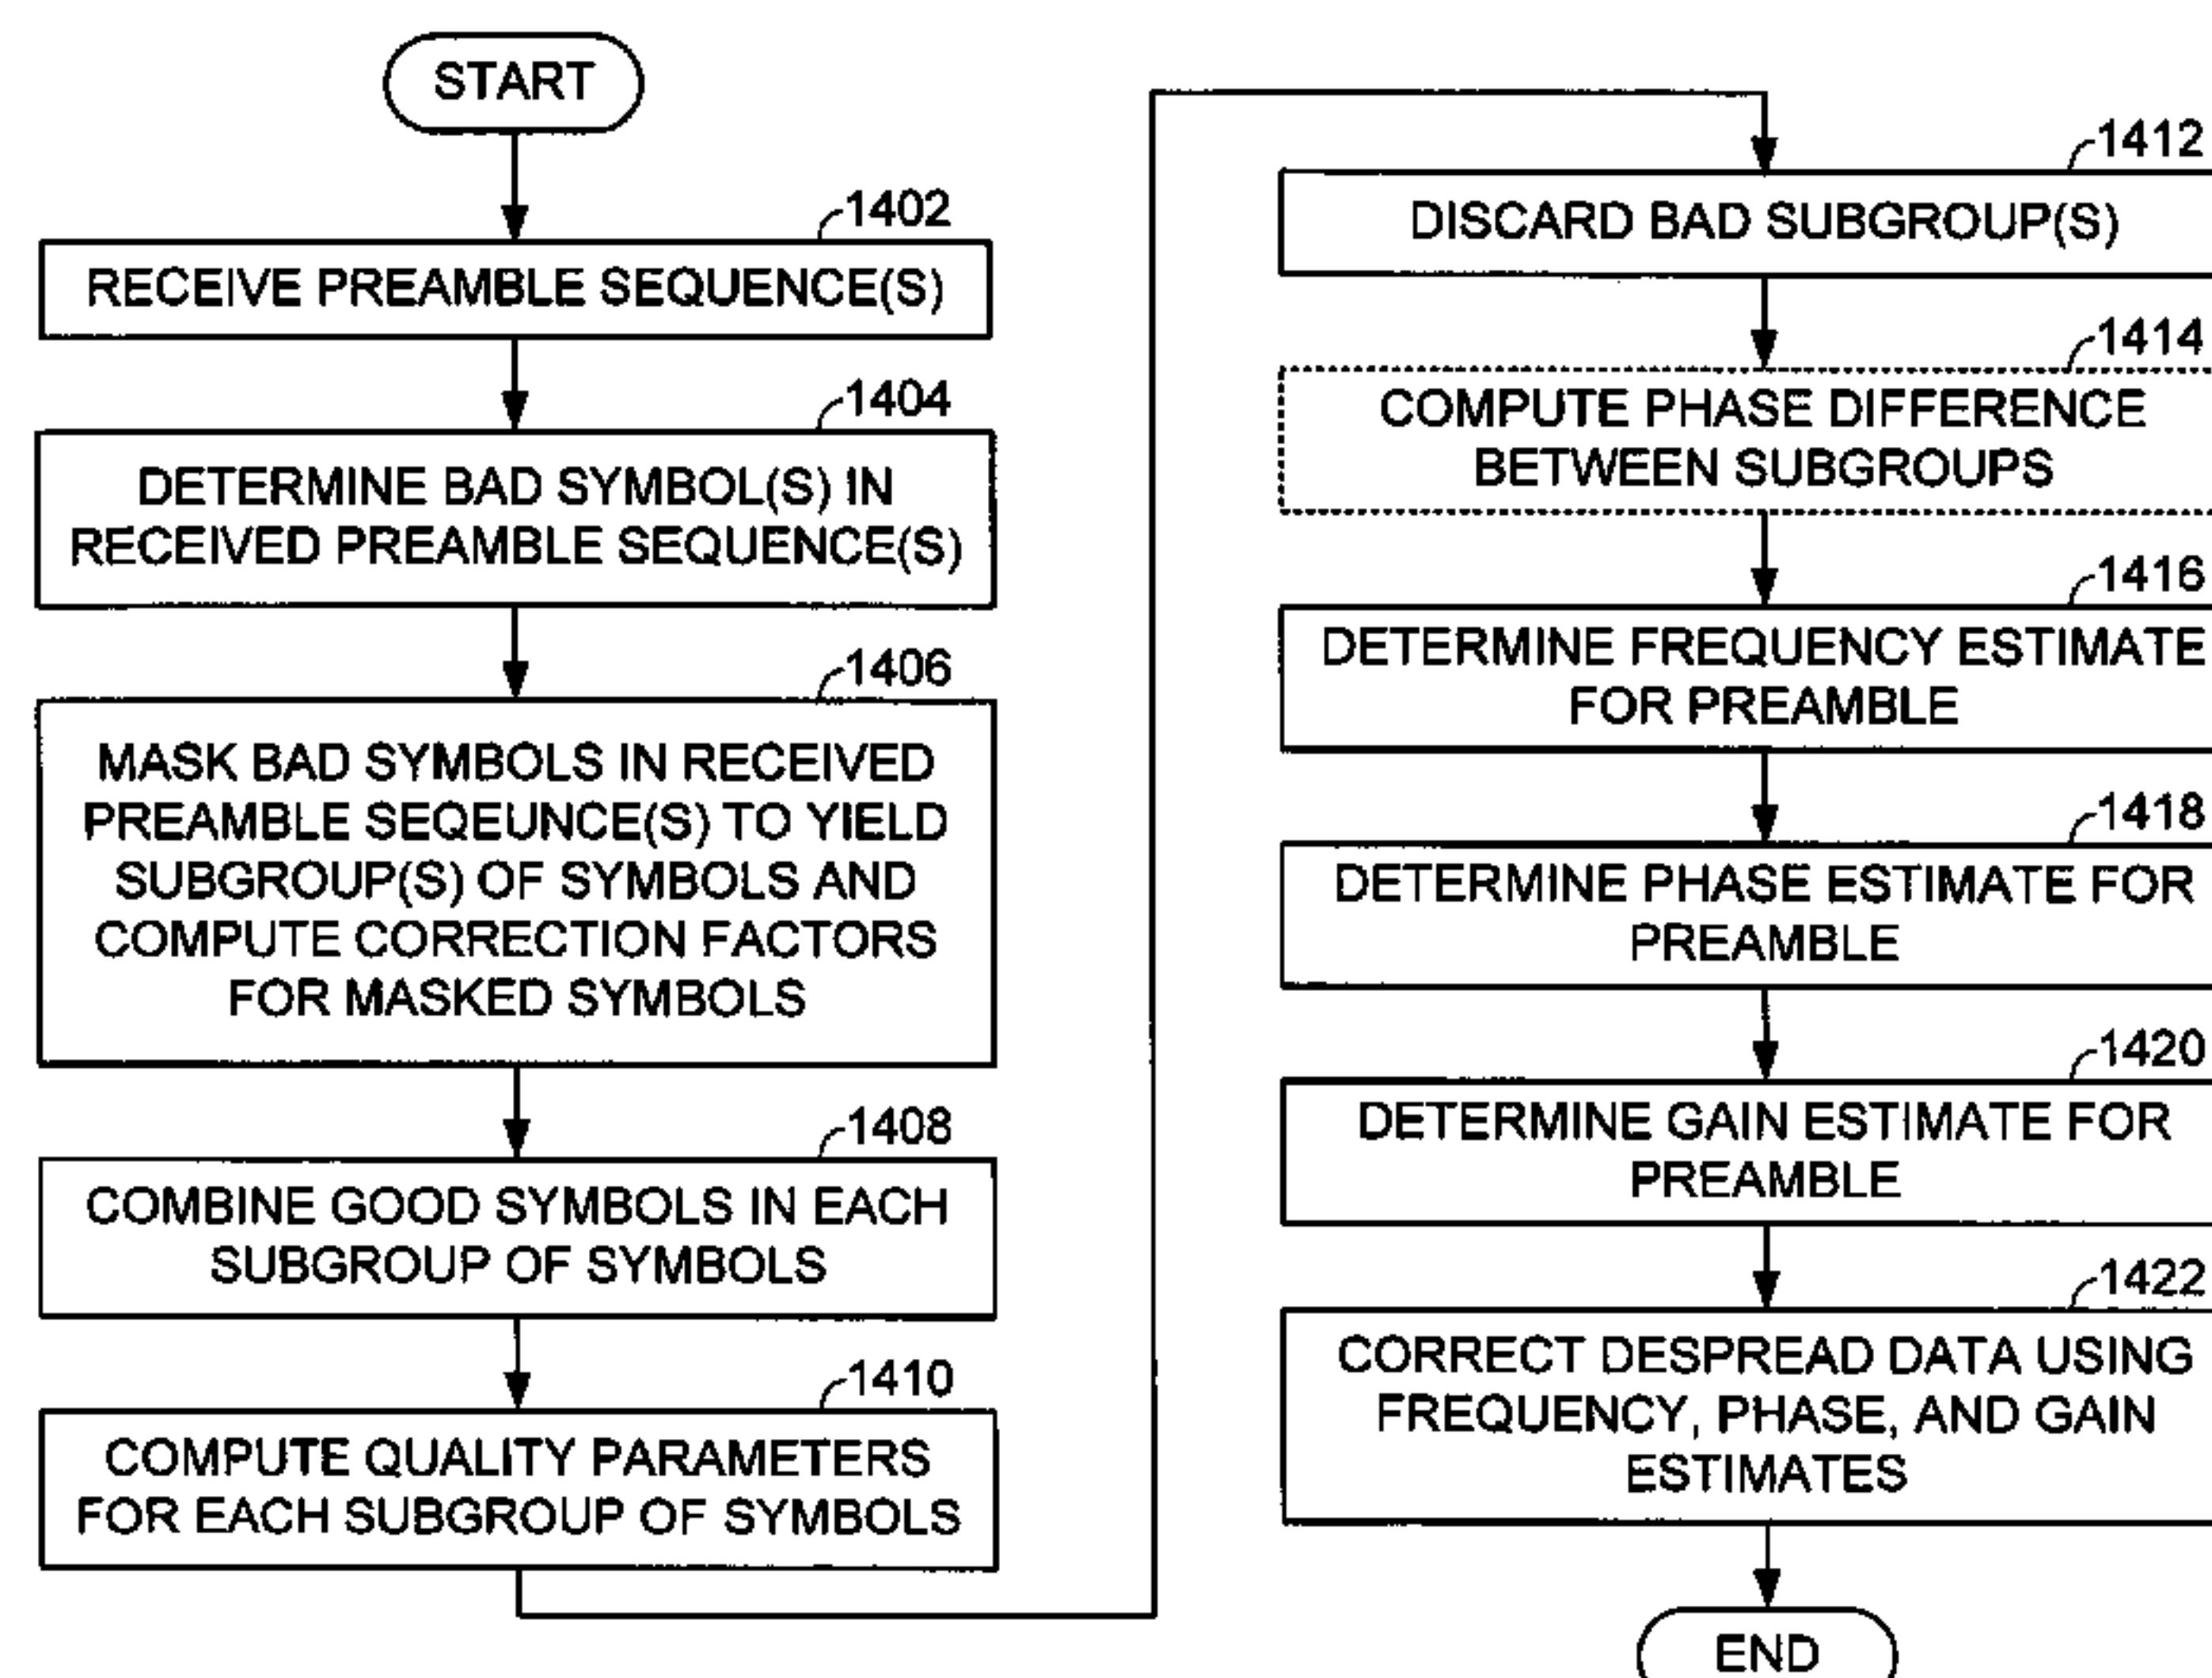 START
1402
RECEIVE PREAMBLE SEQUENCE(S)
1404
DETERMINE BAD SYMBOL(S) IN
RECEIVED PREAMBLE SEQUENCE(S)
1406
MASK BAD SYMBOLS IN RECEIVED
PREAMBLE SEQEUNCE(S) TO YIELD
SUBGROUP(S) OF SYMBOLS AND
COMPUTE CORRECTION FACTORS
FOR MASKED SYMBOLS
1408
COMBINE GOOD SYMBOLS IN EACH
SUBGROUP OF SYMBOLS
1410
COMPUTE QUALITY PARAMETERS
FOR EACH SUBGROUP OF SYMBOLS
1412
DISCARD BAD SUBGROUP(S)
1414
COMPUTE PHASE DIFFERENCE
BETWEEN SUBGROUPS
1416
DETERMINE FREQUENCY ESTIMATE
FOR PREAMBLE
1418
DETERMINE PHASE ESTIMATE FOR
PREAMBLE
1420
DETERMINE GAIN ESTIMATE FOR
PREAMBLE
1422
CORRECT DESPREAD DATA USING
FREQUENCY, PHASE, AND GAIN
ESTIMATES
END